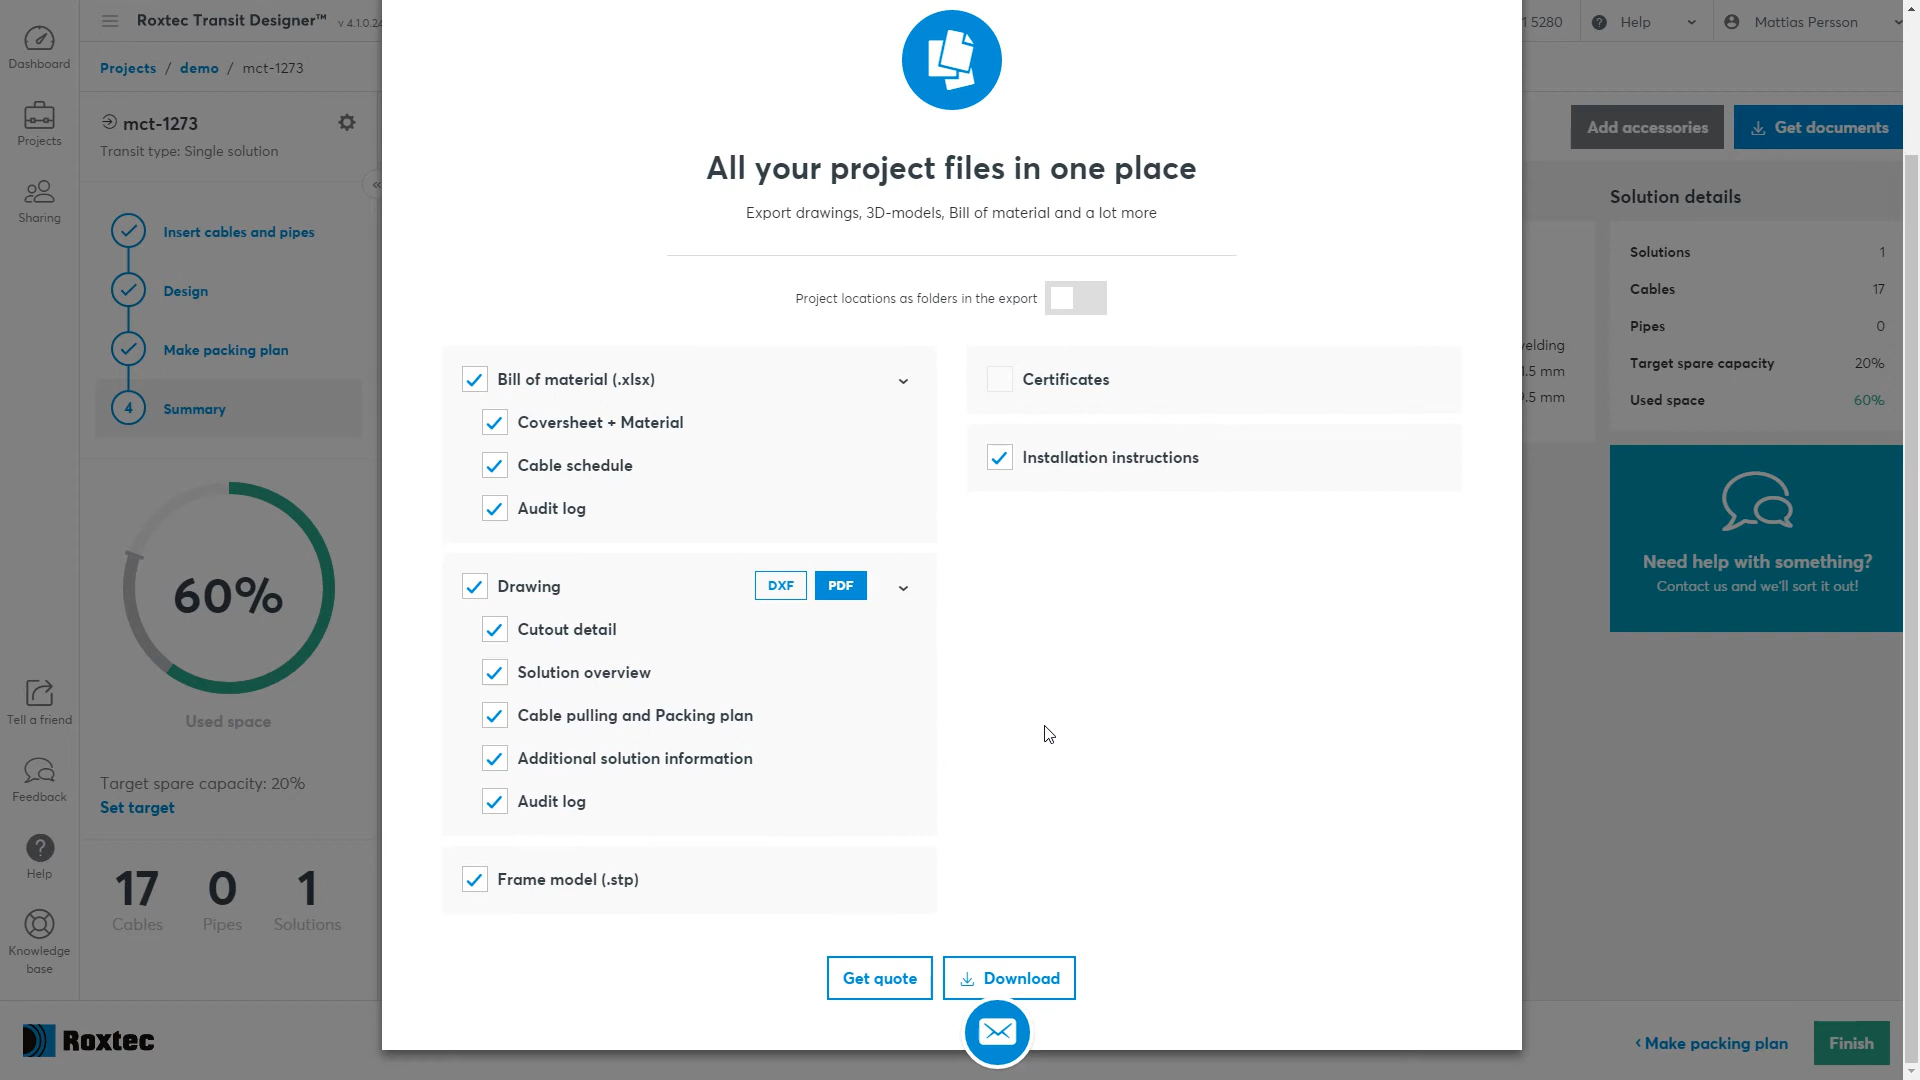 Roxtec Transit Designer™ v 4.1.0.24
5280
Help
Mattias Persson
Dashboard
Projects
Sharing
Tell a friend
Feedback
Help
Knowledge
base
Projects / demo / mct-1273
mct-1273
Transit type: Single solution
Insert cables and pipes
Design
Make packing plan
4 Summary
60%
Used space
Target spare capacity: 20%
Set target
17 0 1
Cables Pipes Solutions
Roxtec
All your project files in one place
Export drawings, 3D-models, Bill of material and a lot more
Project locations as folders in the export
Bill of material (.xlsx)
Coversheet + Material
Cable schedule
Audit log
Drawing DXF PDF
Cutout detail
Solution overview
Cable pulling and Packing plan
Additional solution information
Audit log
Frame model (.stp)
Certificates
Installation instructions
Get quote Download
Add accessories Get documents
elding
.5 mm
9.5 mm
Solution details
Solutions 1
Cables 17
Pipes 0
Target spare capacity 20%
Used space 60%
Need help with something?
Contact us and we'll sort it out!
‹ Make packing plan
Finish